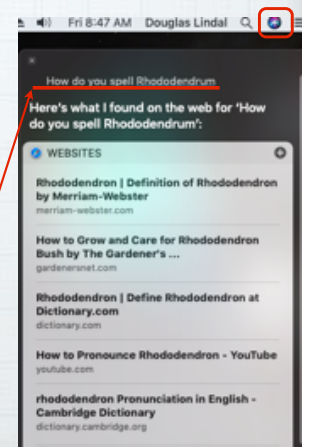 Fri 8:47 AM Douglas Lindal
How do you spell Rhododendrum
Here's what I found on the web for 'How
do you spell Rhododendrum':
WEBSITES
Rhododendron | Definition of Rhododendron
by Merriam-Webster
merriam-webster.com
How to Grow and Care for Rhododendron
Bush by The Gardener's ...
gardenersnet.com
Rhododendron | Define Rhododendron at
Dictionary.com
dictionary.com
How to Pronounce Rhododendron - YouTube
youtube.com
rhododendron Pronunciation in English -
Cambridge Dictionary
dictionary.cambridge.org